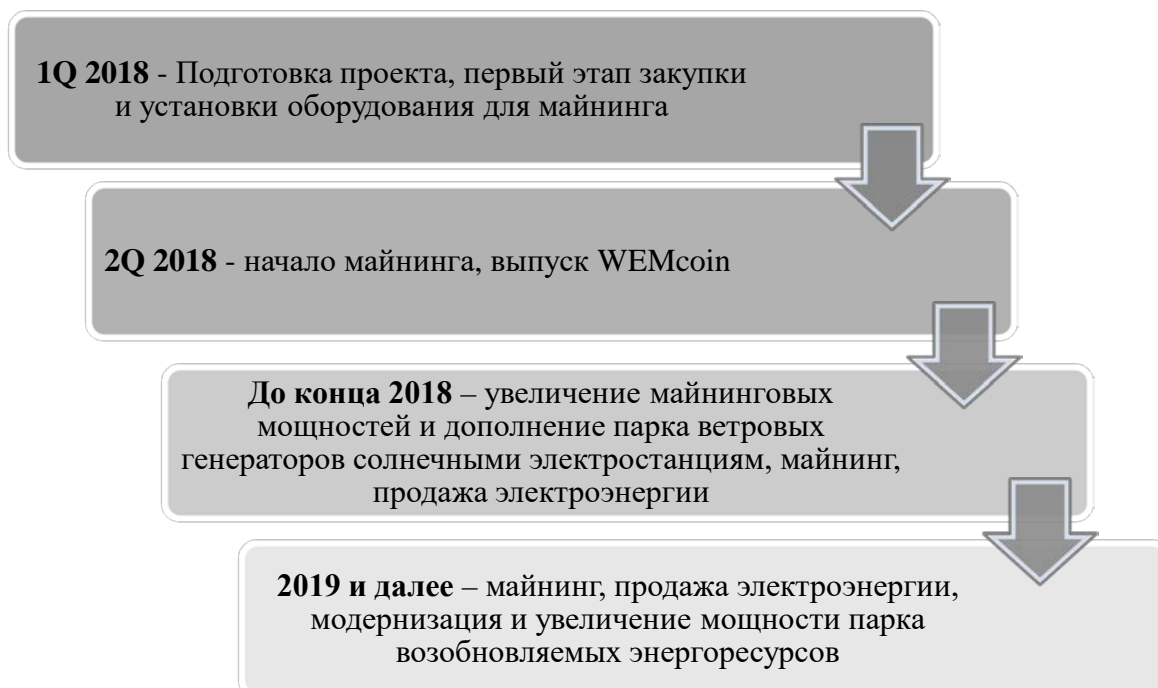 1Q 2018 - Подготовка проекта, первый этап закупки
и установки оборудования для майнинга
2Q 2018 - начало майнинга, выпуск WEMcoin
До конца 2018 – увеличение майнинговых
мощностей и дополнение парка ветровых
генераторов солнечными электростанциям, майнинг,
продажа электроэнергии
2019 и далее – майнинг, продажа электроэнергии,
модернизация и увеличение мощности парка
возобновляемых энергоресурсов